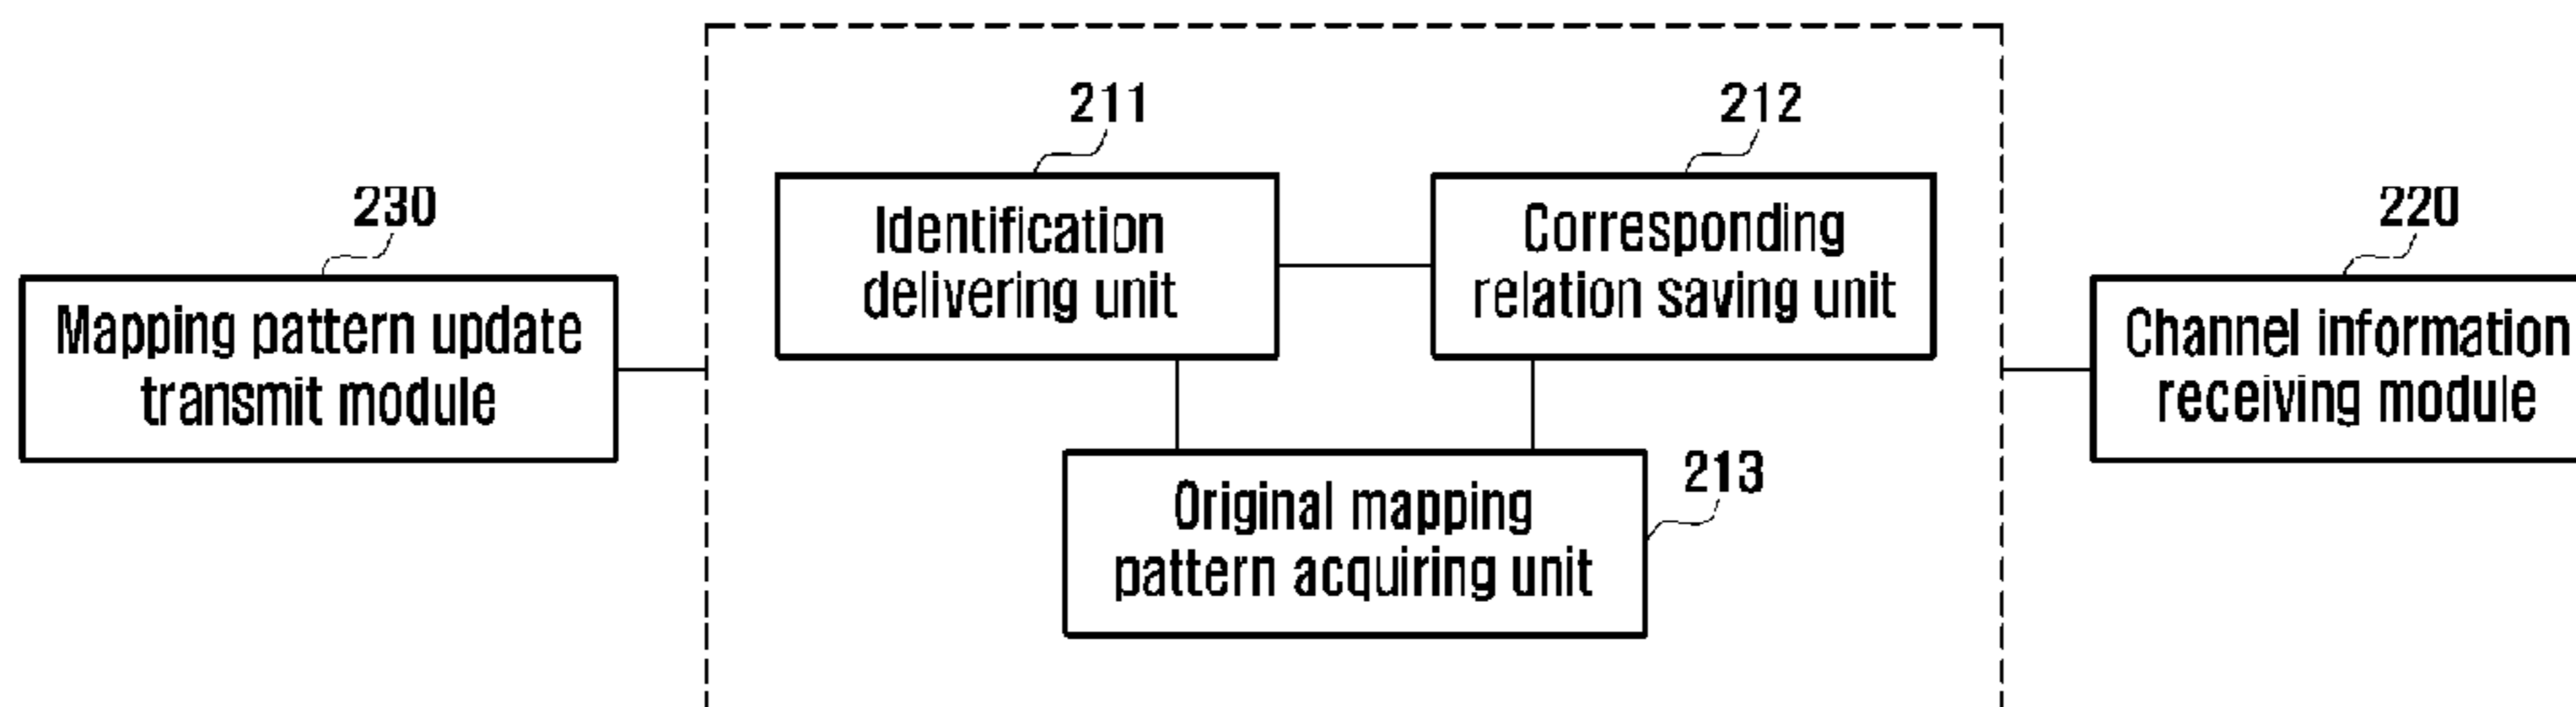 211
212
230
220
Identification
delivering unit
Corresponding
relation saving unit
Mapping pattern update
transmit module
Channel information
receiving module
213
Original mapping
pattern acquiring unit